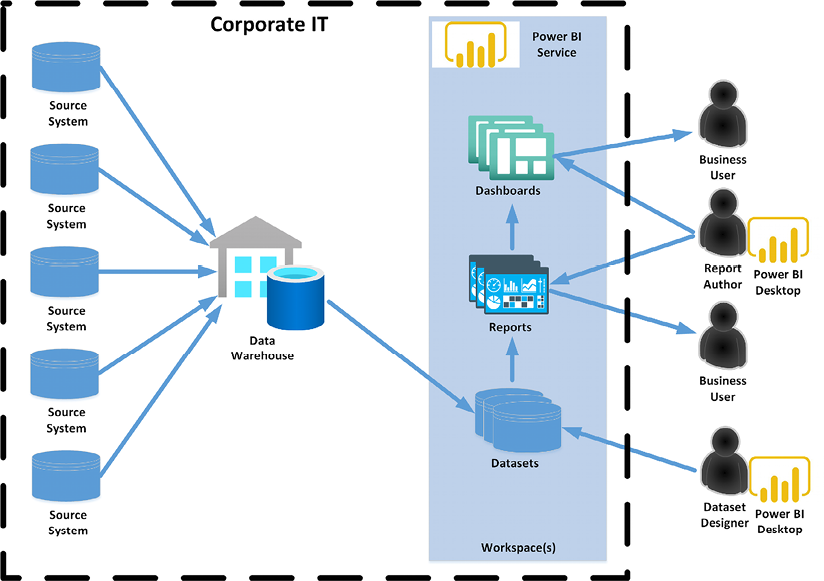 Corporate IT
Source
System
Source
System
Source
System
Source
System
Source
System
Data
Warehouse
Power BI
Service
Dashboards
Reports
Datasets
Workspace(s)
Business
User
Report
Author
Power BI
Desktop
Business
User
Dataset
Designer
Power BI
Desktop